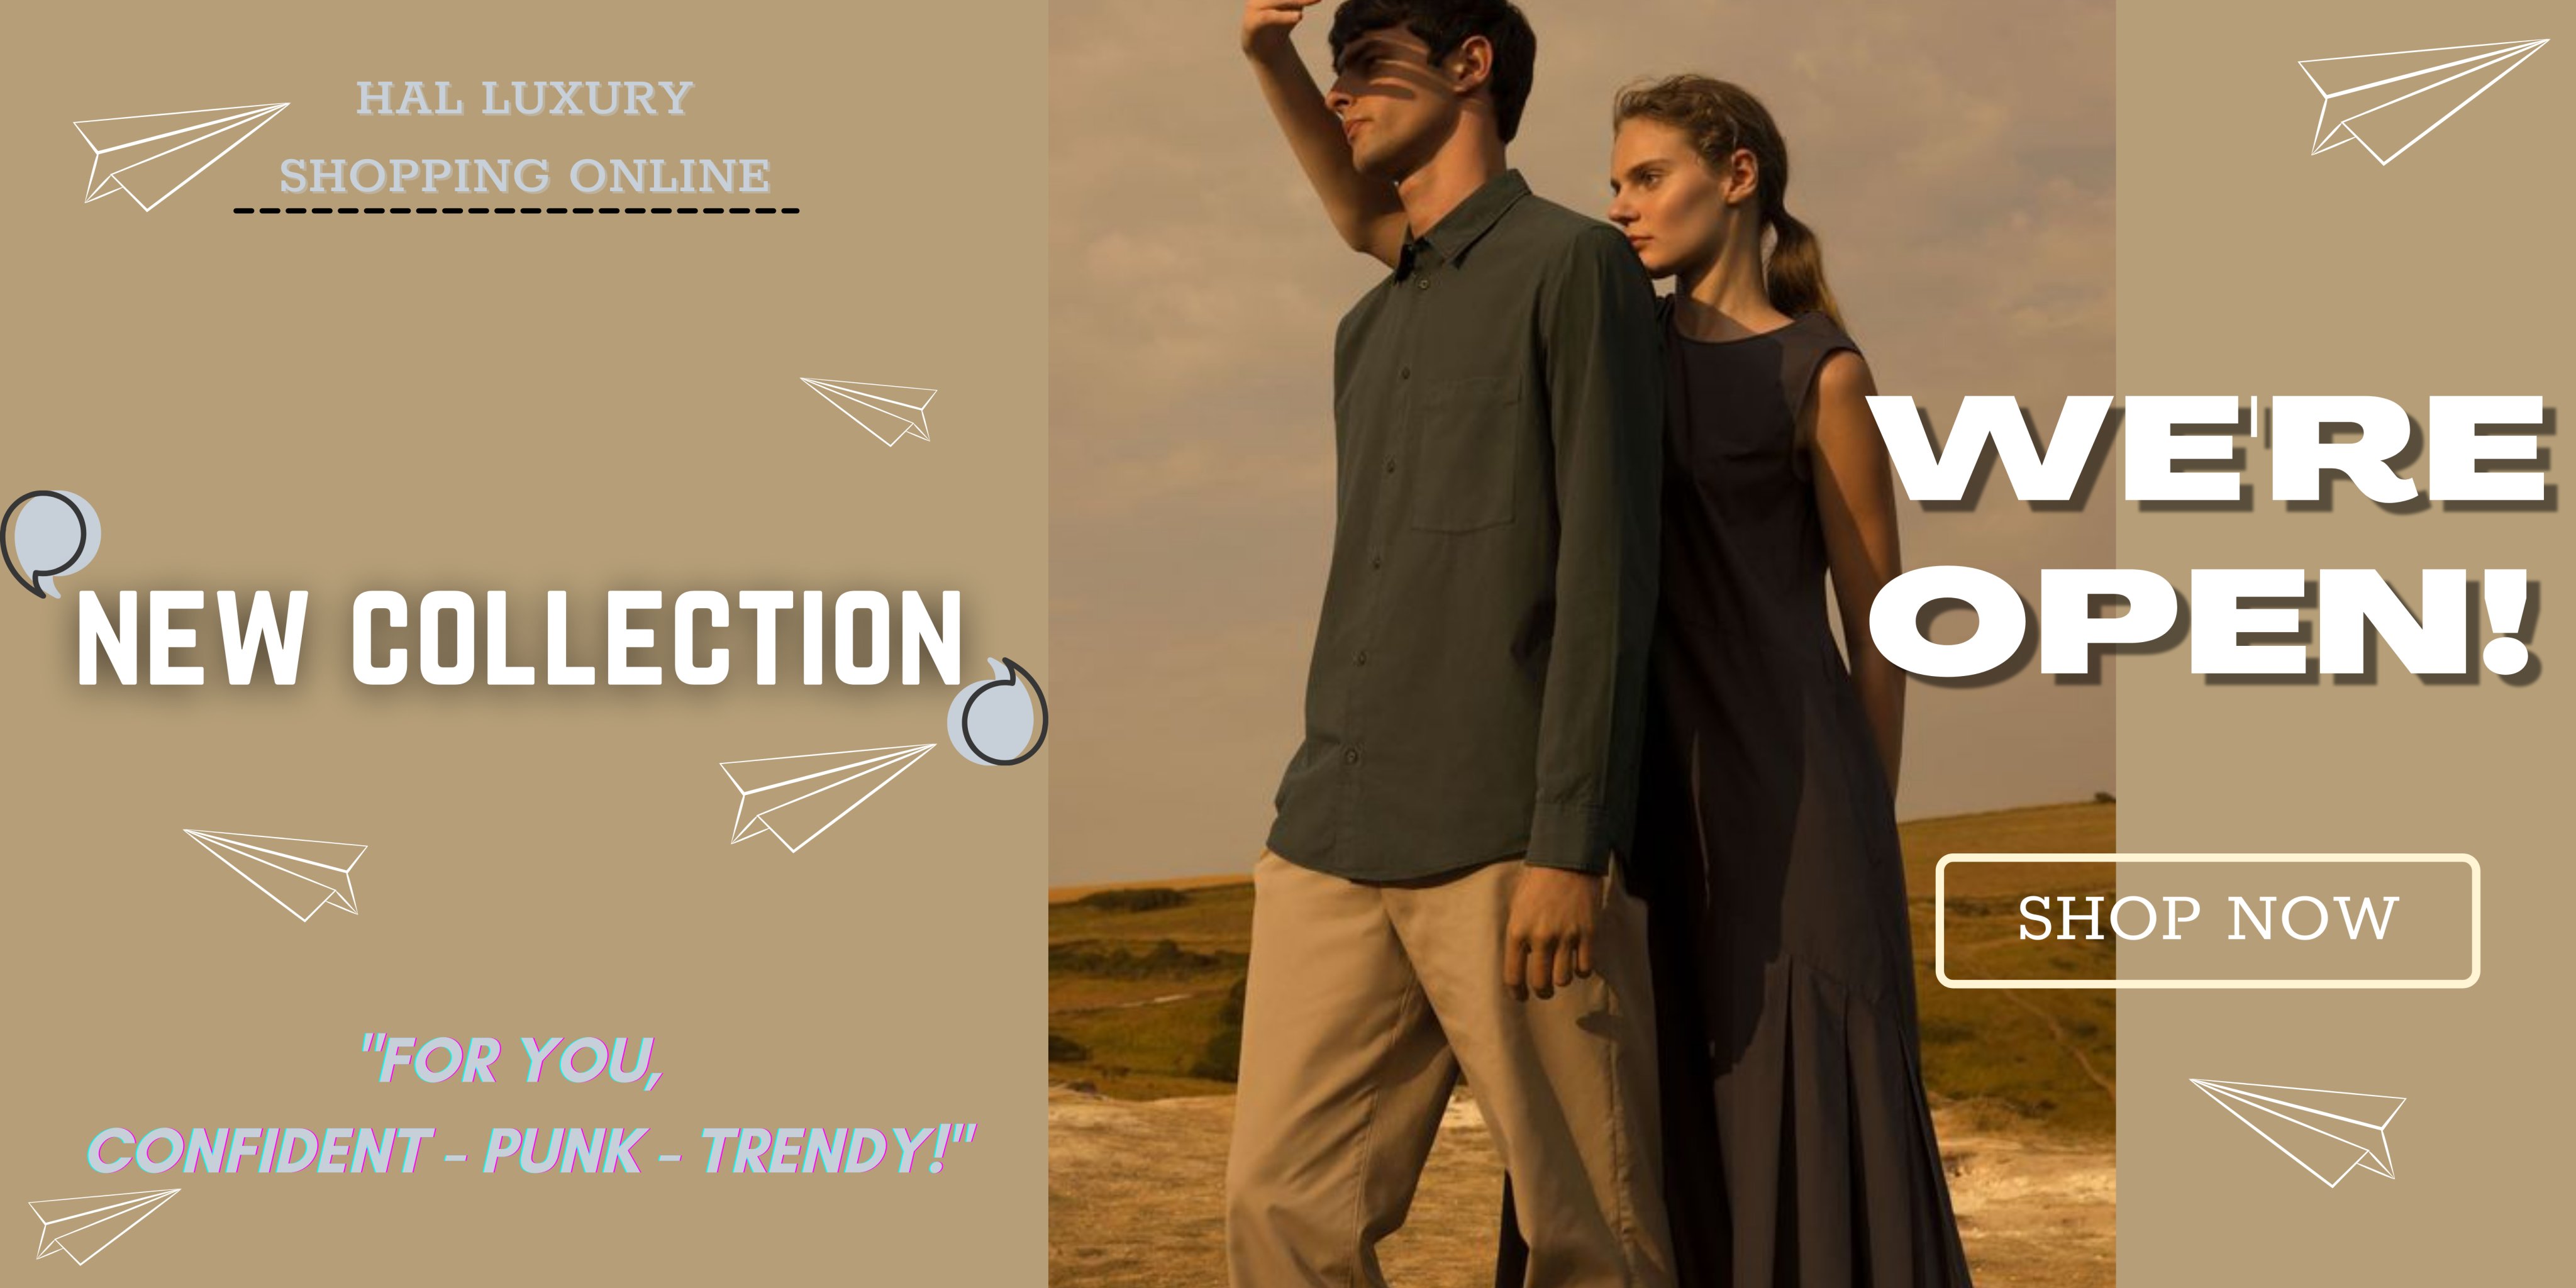 HAL LUXURY
SHOPPING ONLINE
NEW COLLECTION
"FOR YOU,
CONFIDENT - PUNK - TRENDY!"
WE'RE
OPEN!
SHOP NOW